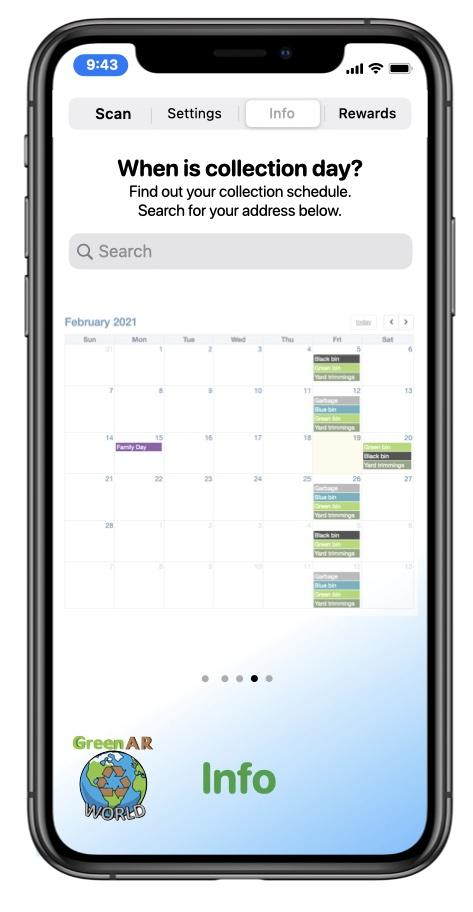 9:43
Scan Settings Info Rewards
When is collection day?
Find out your collection schedule.
Search for your address below.
Search
February 2021 today
Sun Mon Tue Wed Thu Fri Sat
31 1 2 3 4 5 6
Black bin
Green bin
Yard trimmings
7 8 9 10 11 12 13
Garbage
Blue bin
Green bin
Yard trimmings
14 15 16 17 18 19 20
Family Day Green bin
Black bin
Yard trimmings
21 22 23 24 25 26 27
Garbage
Blue bin
Green bin
Yard trimmings
28 1 2 3 4 5 6
Black bin
Green bin
Yard trimmings
7 8 9 10 11 12 13
Garbage
Blue bin
Green bin
Yard trimmings
Green AR
WORLD
Info